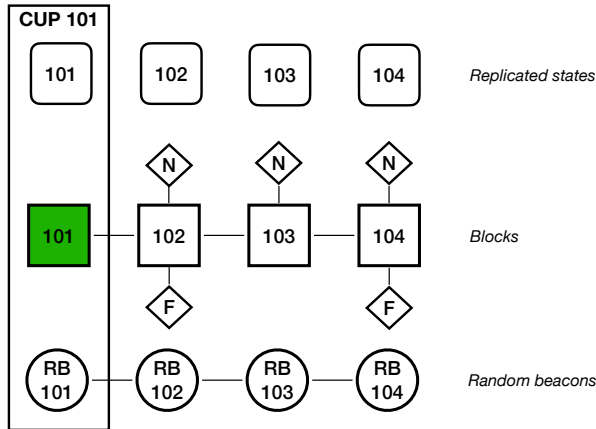 CUP 101
101 102 103 104 Replicated states
N N N
101 102 103 104 Blocks
F F
RB RB RB RB
101 102 103 104 Random beacons